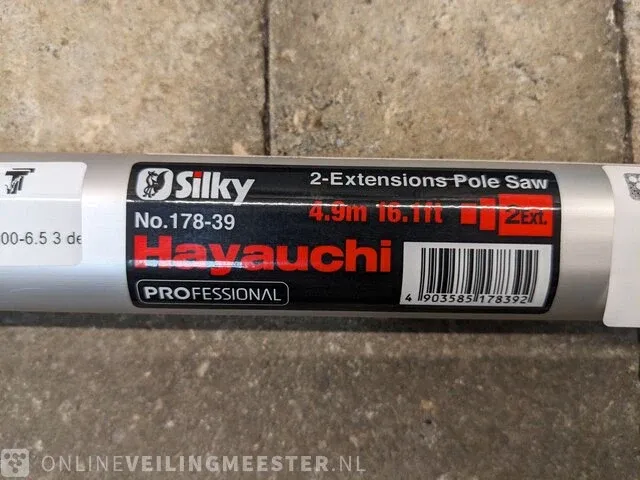 Silky
2-Extensions Pole Saw
No.178-39
4.9m 16.1ft
2Ext.
Hayauchi
PROFESSIONAL
4 903585 178392
00-6.5 3 de
ONLINEVEILINGMEESTER.NL